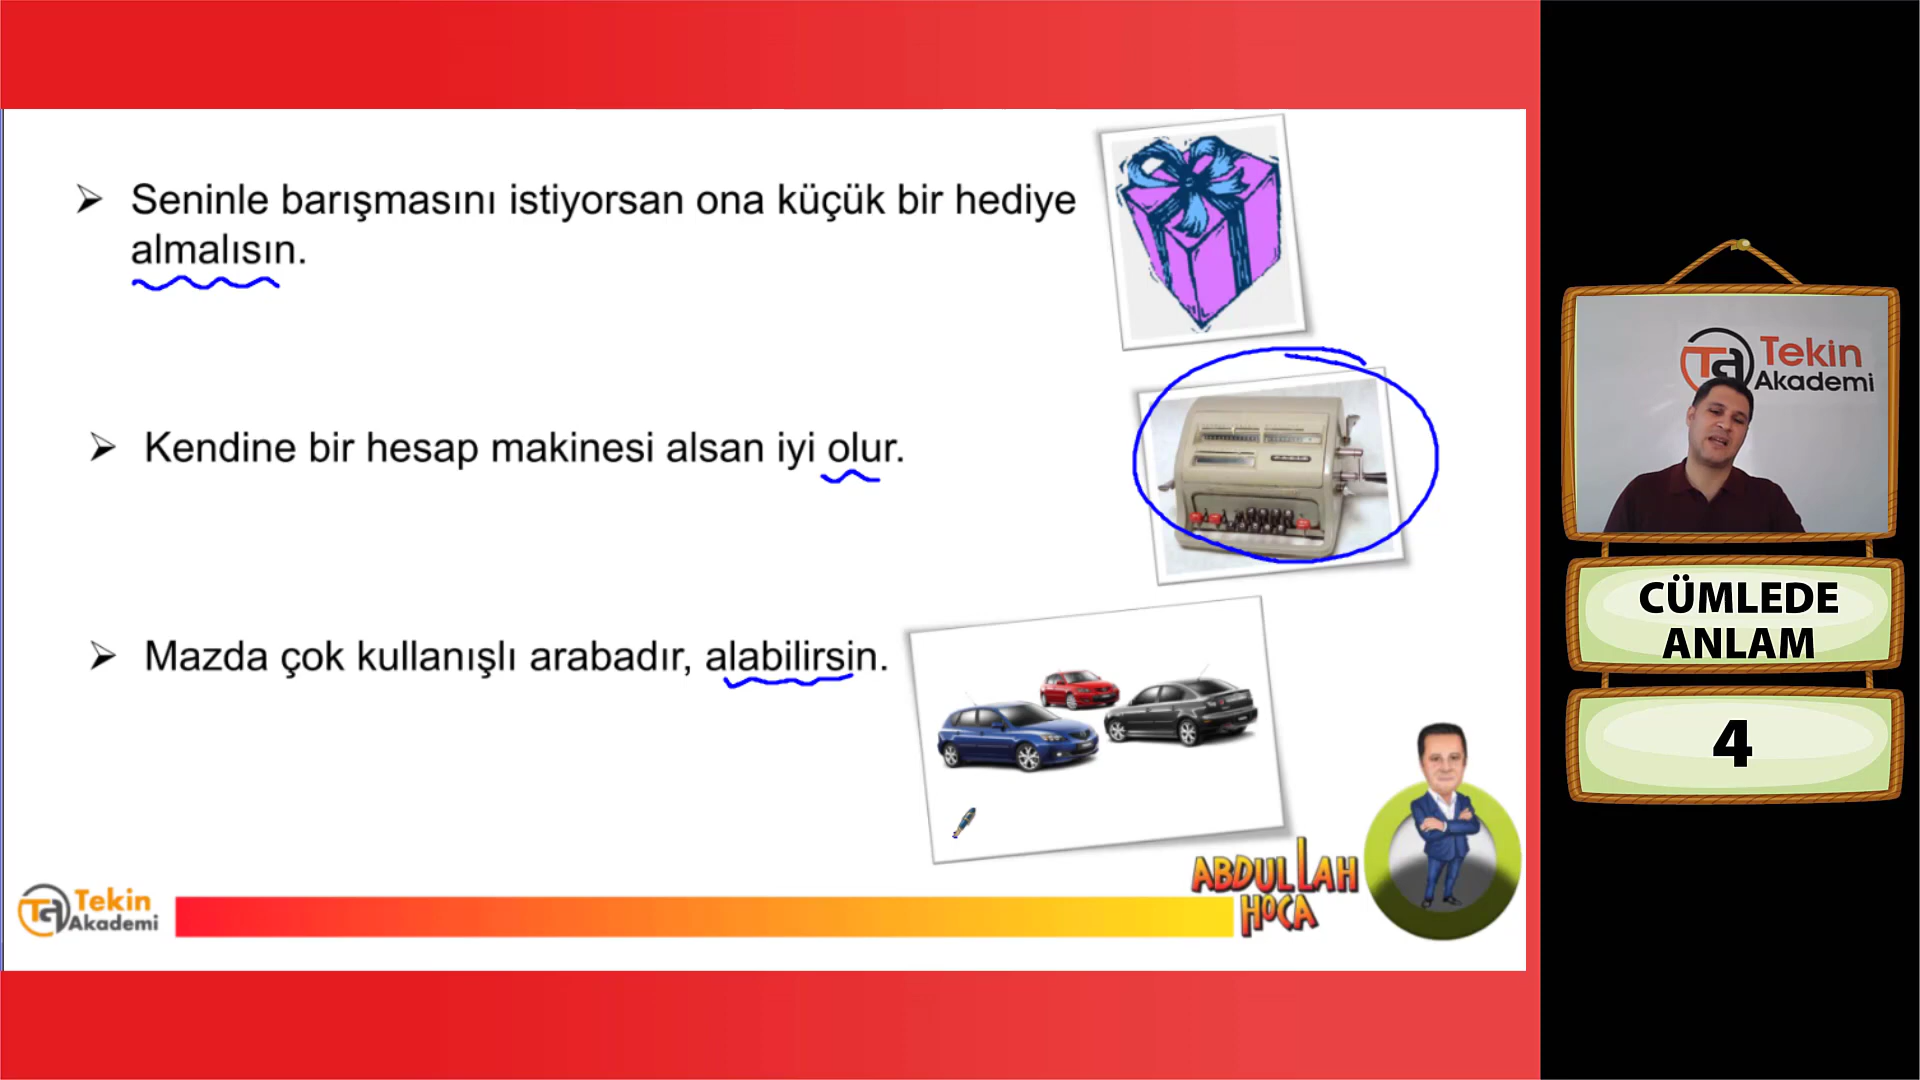 ➢ Seninle barışmasını istiyorsan ona küçük bir hediye
almalısın.
➢ Kendine bir hesap makinesi alsan iyi olur.
➢ Mazda çok kullanışlı arabadır, alabilirsin.
Tekin
Akademi
ABDULLAH
HOCA
Tekin
Akademi
CÜMLEDE
ANLAM
4